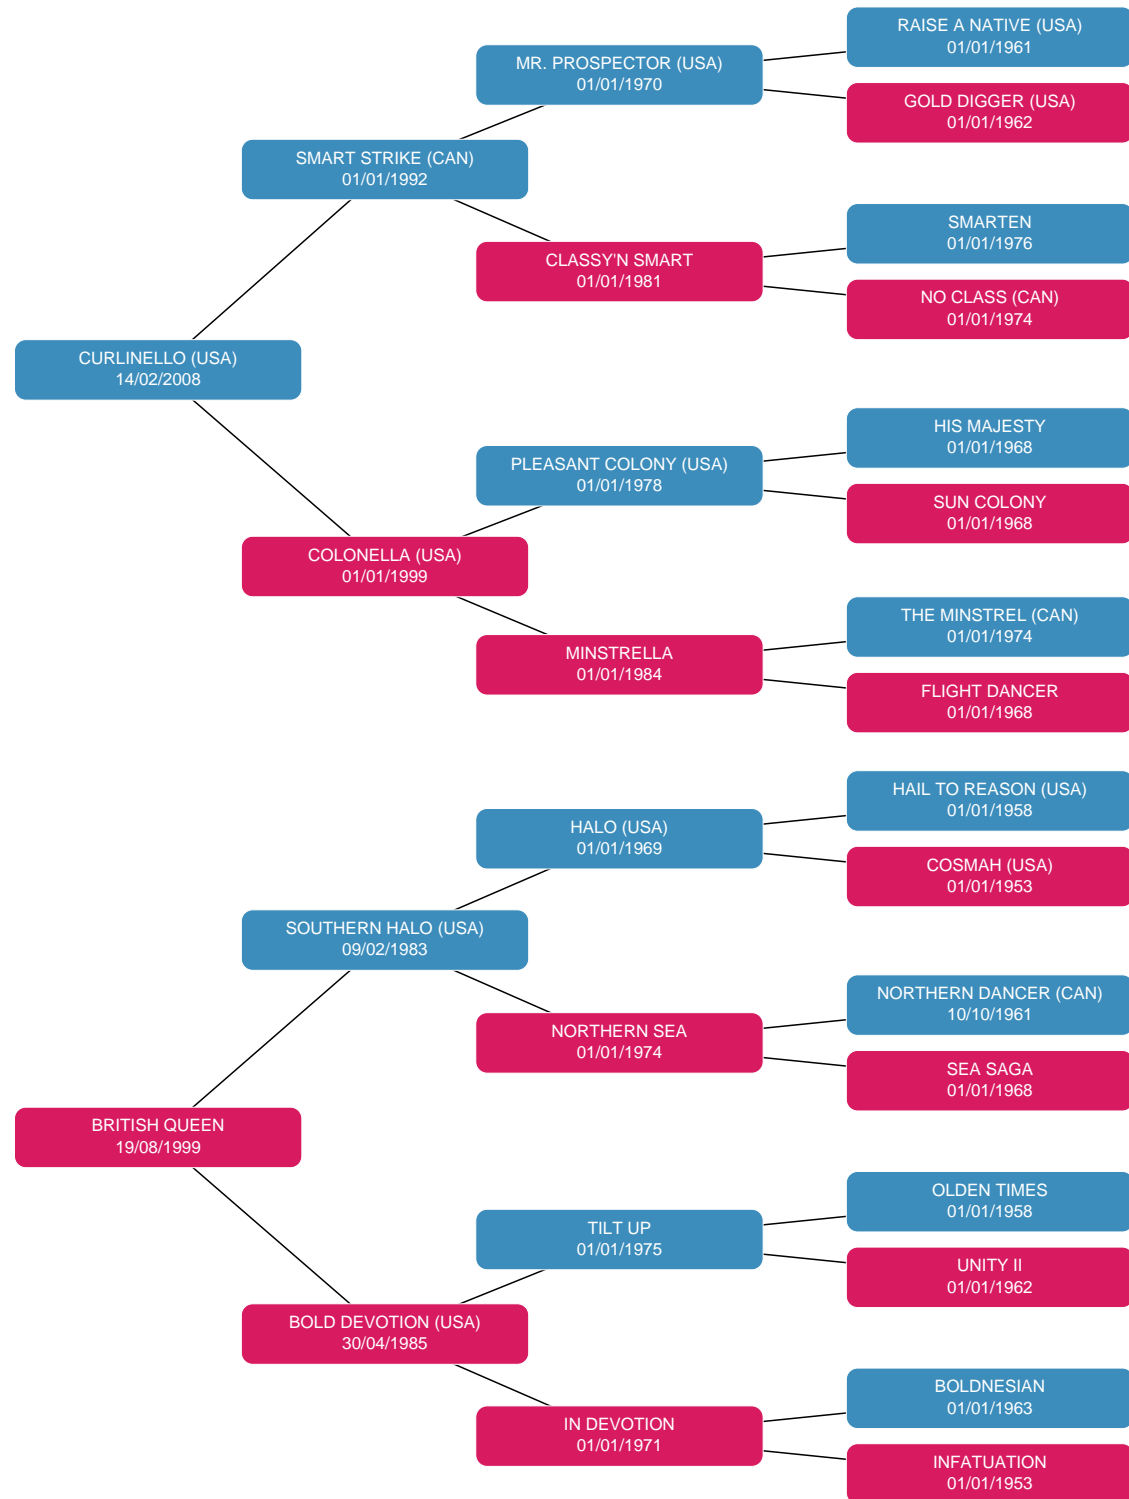 RAISE A NATIVE (USA)
01/01/1961
MR. PROSPECTOR (USA)
01/01/1970
GOLD DIGGER (USA)
01/01/1962
SMART STRIKE (CAN)
01/01/1992
SMARTEN
01/01/1976
CLASSY'N SMART
01/01/1981
NO CLASS (CAN)
01/01/1974
CURLINELLO (USA)
14/02/2008
HIS MAJESTY
01/01/1968
PLEASANT COLONY (USA)
01/01/1978
SUN COLONY
01/01/1968
COLONELLA (USA)
01/01/1999
THE MINSTREL (CAN)
01/01/1974
MINSTRELLA
01/01/1984
FLIGHT DANCER
01/01/1968
HAIL TO REASON (USA)
01/01/1958
HALO (USA)
01/01/1969
COSMAH (USA)
01/01/1953
SOUTHERN HALO (USA)
09/02/1983
NORTHERN DANCER (CAN)
10/10/1961
NORTHERN SEA
01/01/1974
SEA SAGA
01/01/1968
BRITISH QUEEN
19/08/1999
OLDEN TIMES
01/01/1958
TILT UP
01/01/1975
UNITY II
01/01/1962
BOLD DEVOTION (USA)
30/04/1985
BOLDNESIAN
01/01/1963
IN DEVOTION
01/01/1971
INFATUATION
01/01/1953